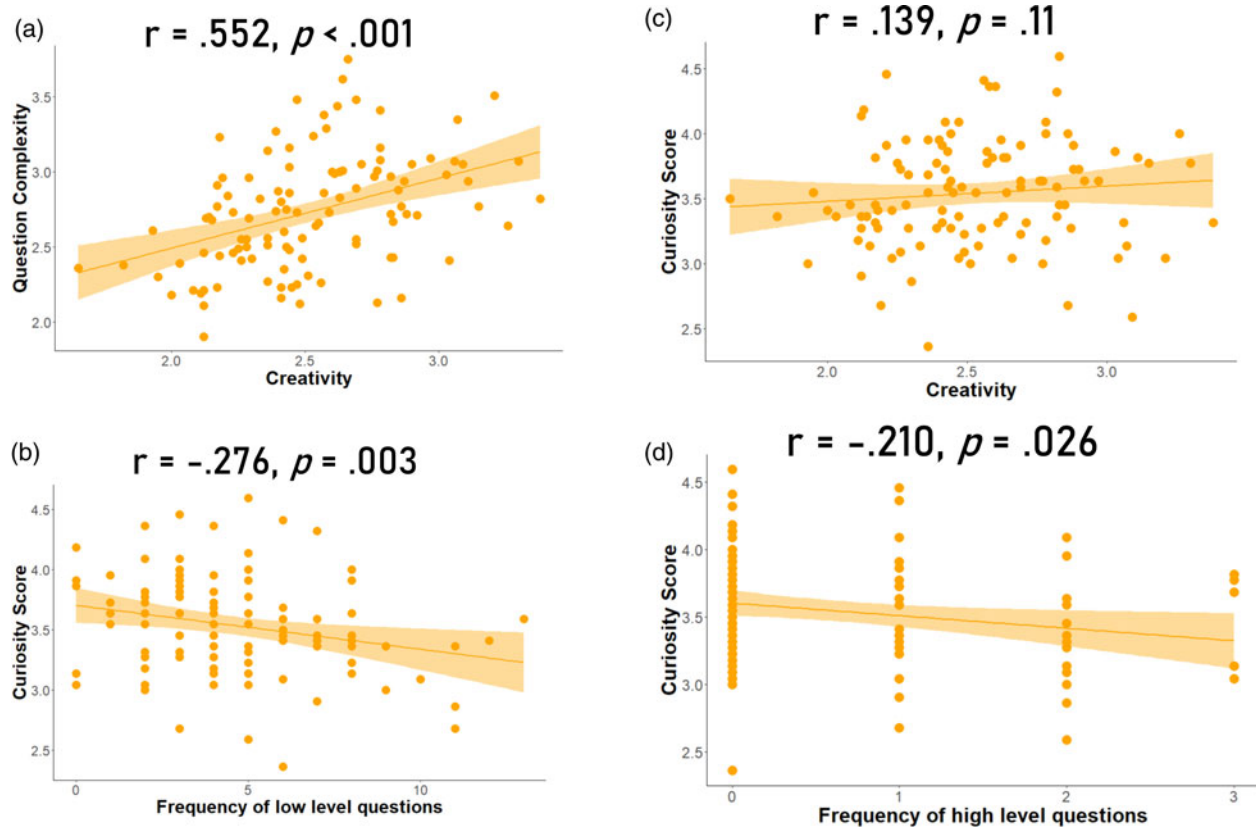 (a)
r = .552, p < .001
Question Complexity
3.5
3.0
2.5
2.0
2.0
2.5
3.0
Creativity
(c)
r = .139, p = .11
Curiosity Score
4.5
4.0
3.5
3.0
2.5
2.0
2.5
3.0
Creativity
(b)
r = -.276, p = .003
Curiosity Score
4.5
4.0
3.5
3.0
2.5
0
5
10
Frequency of low level questions
(d)
r = -.210, p = .026
Curiosity Score
4.5
4.0
3.5
3.0
2.5
0
1
2
3
Frequency of high level questions